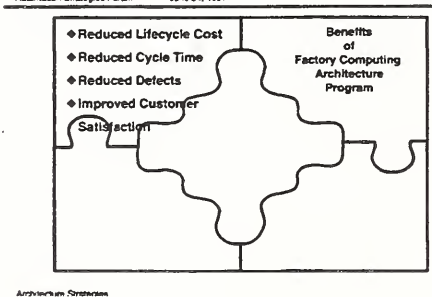 ◆ Reduced Lifecycle Cost
◆ Reduced Cycle Time
◆ Reduced Defects
◆ Improved Customer
Satisfaction
Benefits
of
Factory Computing
Architecture
Program
Architecture Strategies